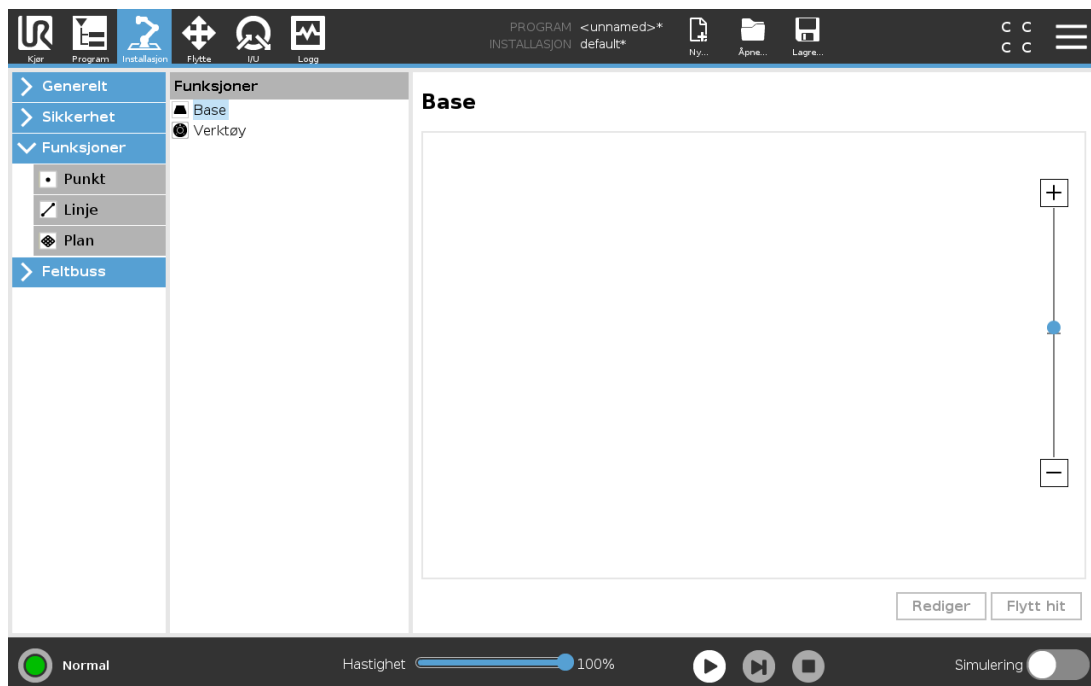 UR
PROGRAM <unnamed>*
INSTALLASJON default*
C C
C C
Kjør
Program
Installasjon
Flytte
I/U
Logg
Ny...
Åpne...
Lagre...
Generelt
Sikkerhet
Funksjoner
Punkt
Linje
Plan
Feltbuss
Funksjoner
Base
Verktøy
Base
Rediger
Flytt hit
Normal
Hastighet
100%
Simulering